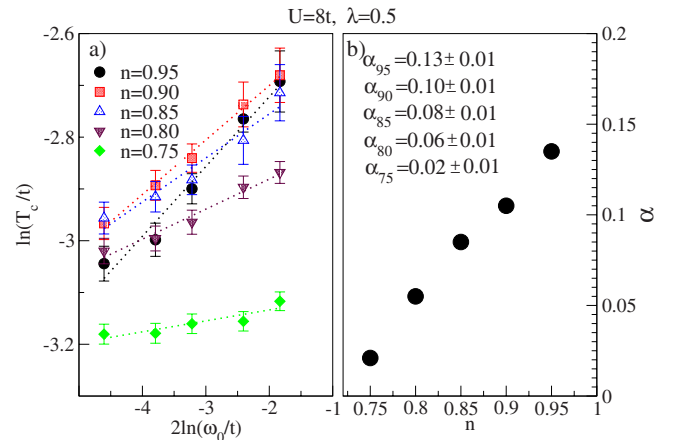 U=8t, λ=0.5
a)
n=0.95
n=0.90
n=0.85
n=0.80
n=0.75
-2.6
-2.8
-3
-3.2
ln(T_c/t)
-4 -3 -2 -1
2ln(ω_0/t)
b)
α_95=0.13± 0.01
α_90=0.10± 0.01
α_85=0.08± 0.01
α_80=0.06± 0.01
α_75=0.02±0.01
0.2
0.15
0.1
0.05
0
α
0.75 0.8 0.85 0.9 0.95 1
n